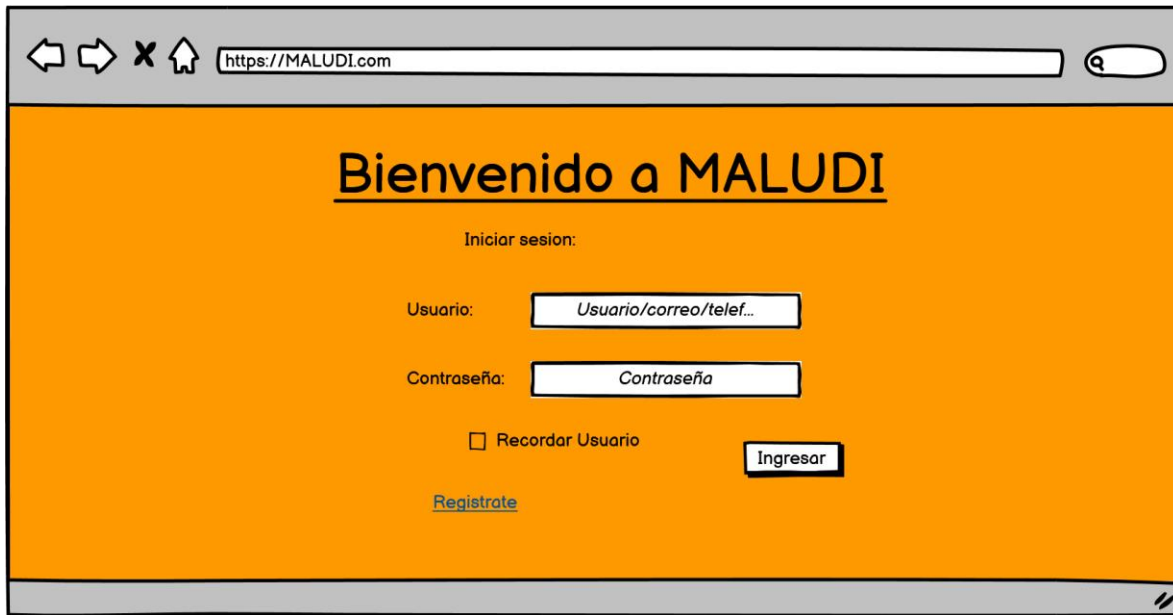 https://MALUDI.com
Bienvenido a MALUDI
Iniciar sesion:
Usuario: Usuario/correo/telef...
Contraseña: Contraseña
Recordar Usuario
Ingresar
Registrate